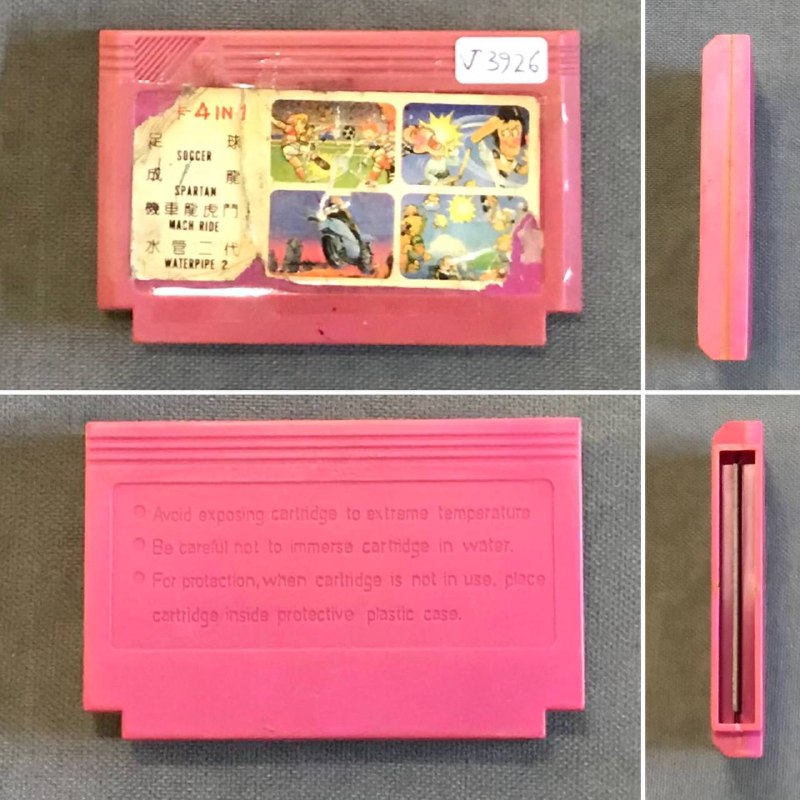 J3926
4 IN 1
足 球
SOCCER
成 龍
SPARTAN
機車龍虎鬥
MACH RIDE
水管二代
WATERPIPE 2
Avoid exposing cartridge to extreme temperature
Be careful not to immerse cartridge in water.
For protection, when cartridge is not in use, place
cartridge inside protective plastic case.